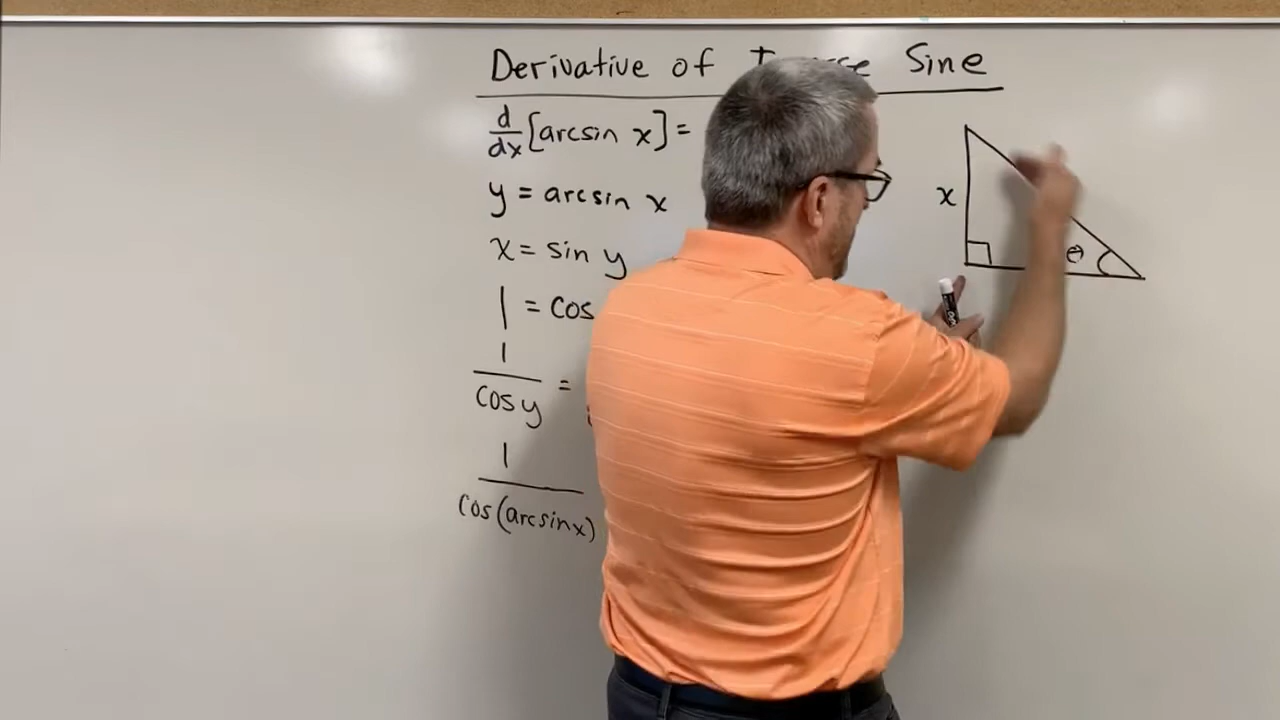 Derivative of Sine
d/dx [arcsin x] =
y = arcsin x
x = sin y
1 = cos
1/cos y =
1/cos(arcsin x)
x
θ